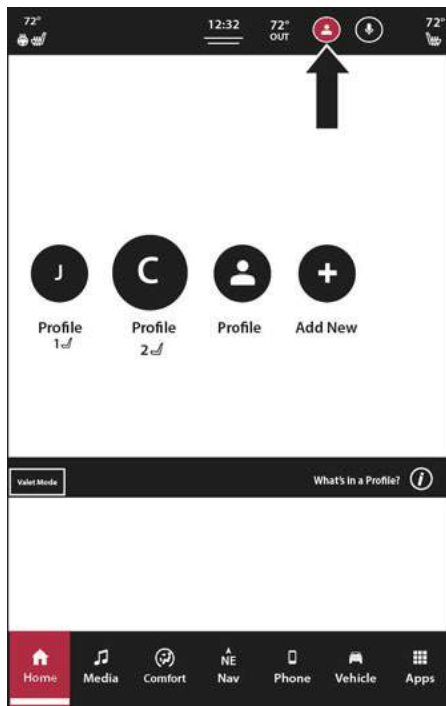 72° 12:32 72° 72°
OUT
J C
Profile Profile Profile Add New
1 2
Valet Mode What's in a Profile? i
NE
Home Media Comfort Nav Phone Vehicle Apps